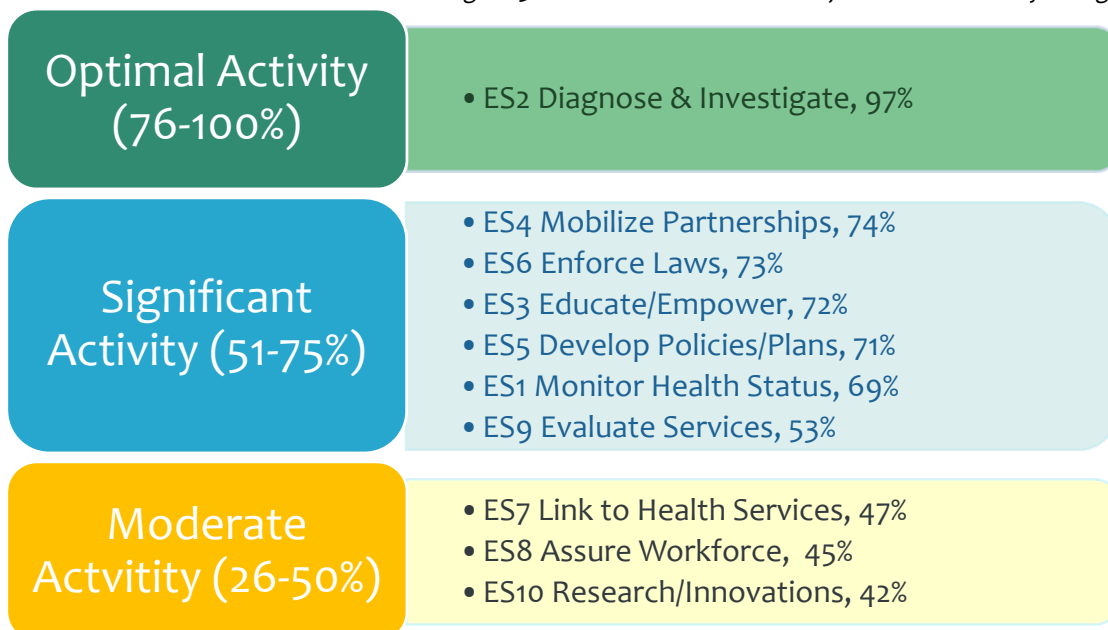 Optimal Activity
(76-100%)
• ES2 Diagnose & Investigate, 97%
Significant
Activity (51-75%)
• ES4 Mobilize Partnerships, 74%
• ES6 Enforce Laws, 73%
• ES3 Educate/Empower, 72%
• ES5 Develop Policies/Plans, 71%
• ES1 Monitor Health Status, 69%
• ES9 Evaluate Services, 53%
Moderate
Actvitity (26-50%)
• ES7 Link to Health Services, 47%
• ES8 Assure Workforce, 45%
• ES10 Research/Innovations, 42%